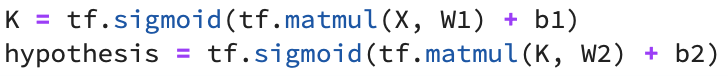 K = tf.sigmoid(tf.matmul(X, W1) + b1)
hypothesis = tf.sigmoid(tf.matmul(K, W2) + b2)